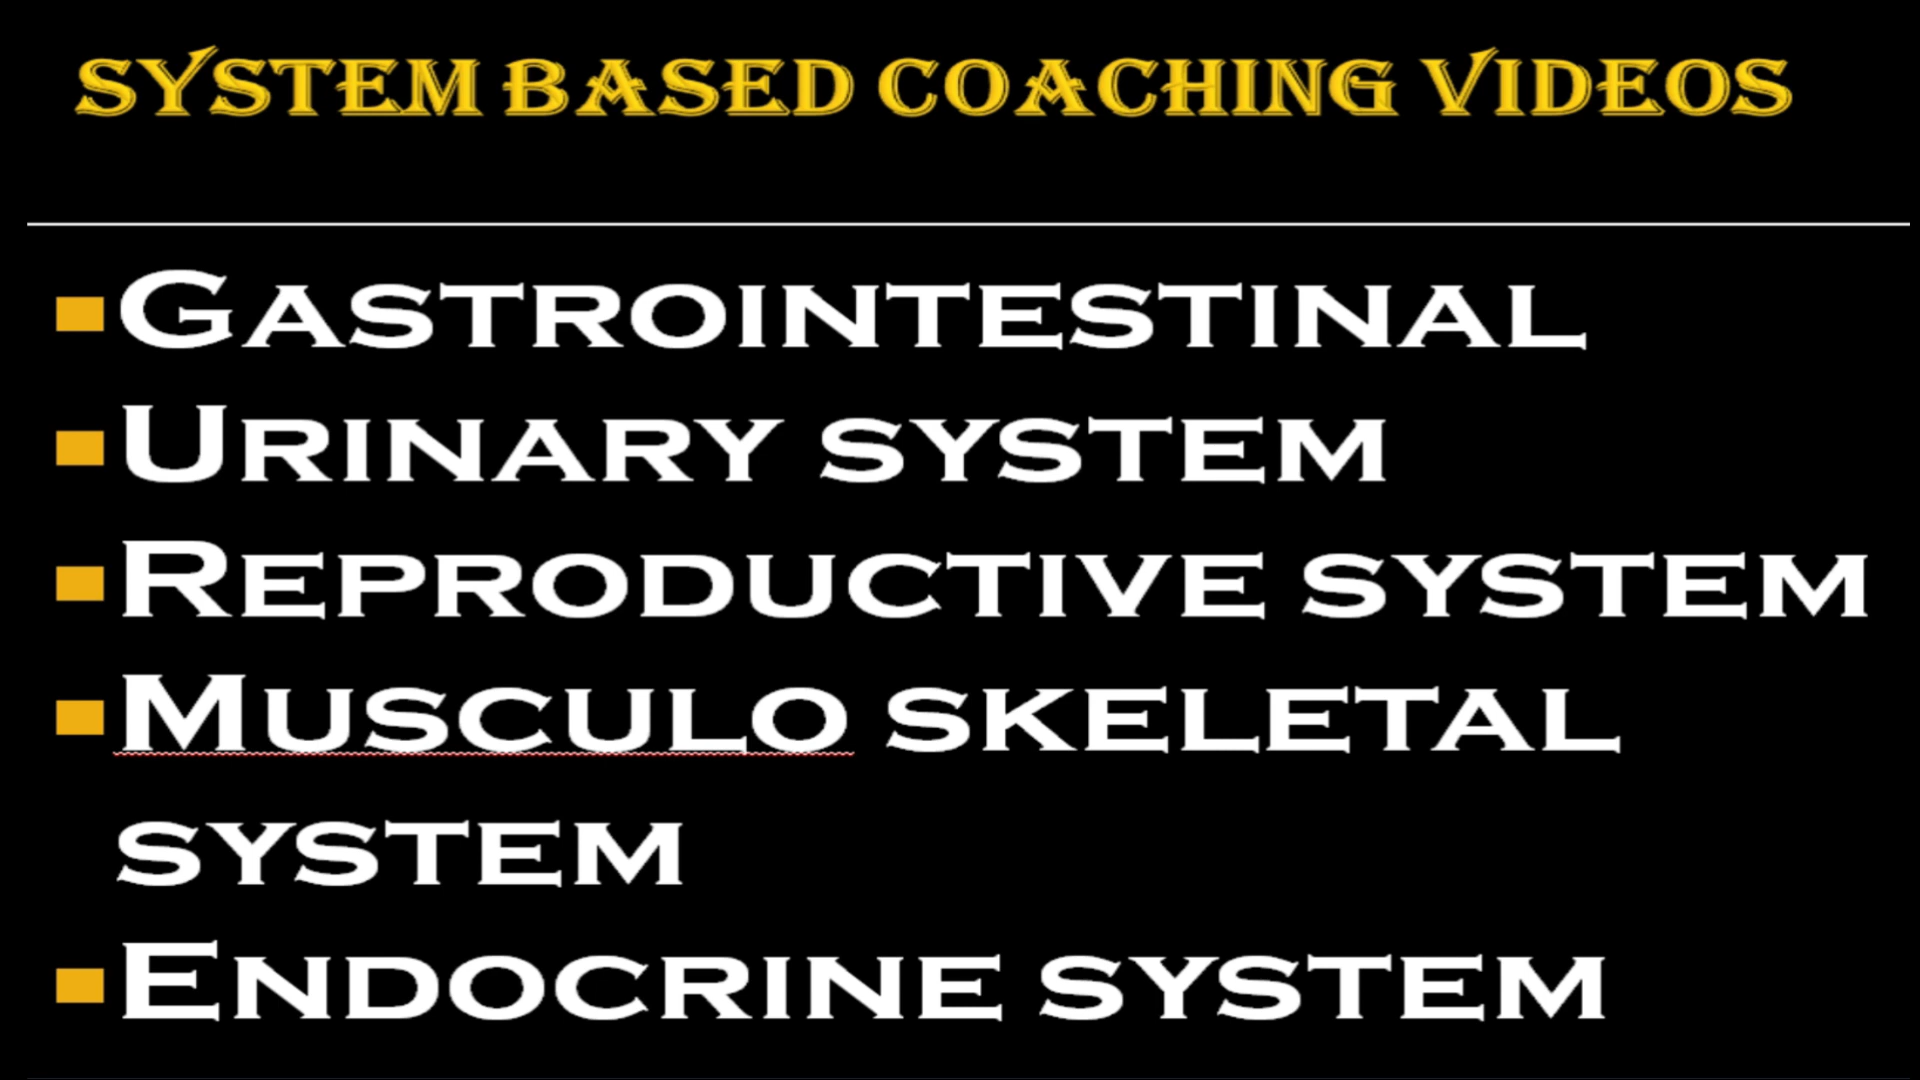 SYSTEM BASED COACHING VIDEOS
GASTROINTESTINAL
URINARY SYSTEM
REPRODUCTIVE SYSTEM
MUSCULO SKELETAL
SYSTEM
ENDOCRINE SYSTEM